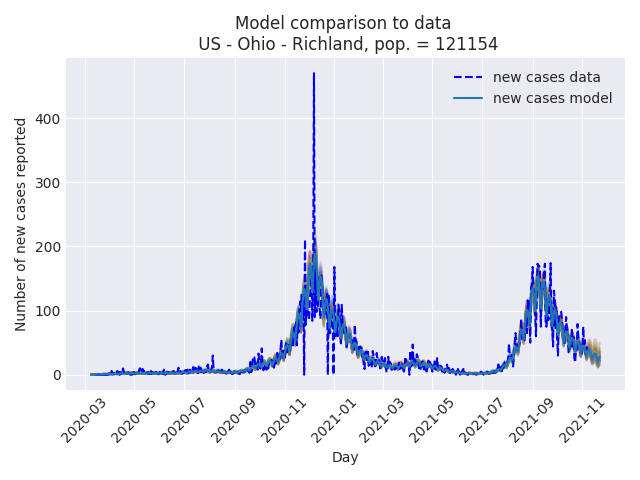 Model comparison to data
US - Ohio - Richland, pop. = 121154
new cases data
new cases model
Number of new cases reported
400
300
200
100
0
2020-03
2020-05
2020-07
2020-09
2020-11
2021-01
2021-03
2021-05
2021-07
2021-09
2021-11
Day